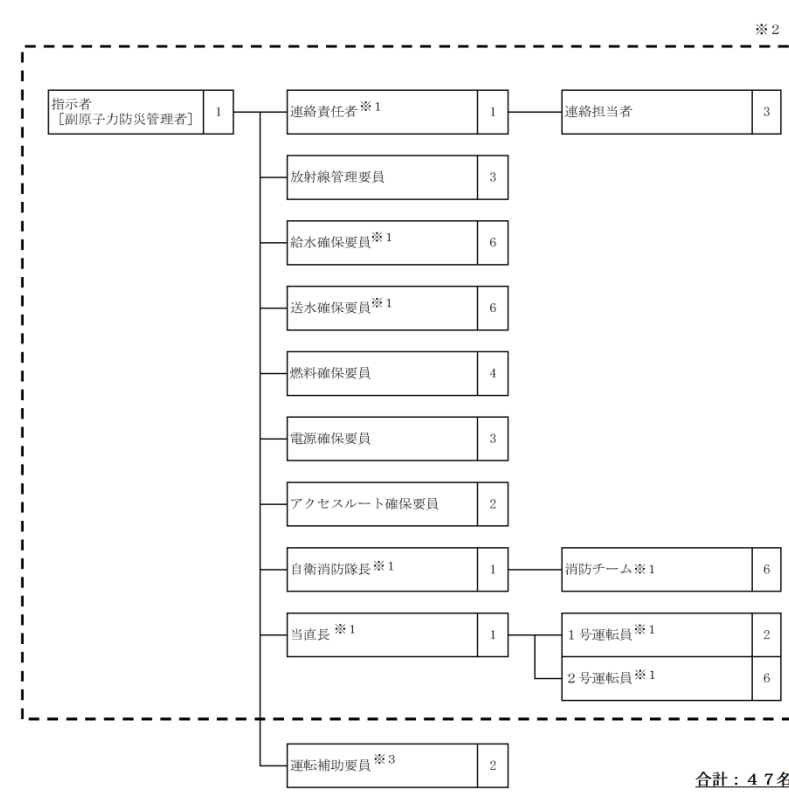 ※2
指示者
[副原子力防災管理者]
1
連絡責任者※1
1
連絡担当者
3
放射線管理要員
3
給水確保要員※1
6
送水確保要員※1
6
燃料確保要員
4
電源確保要員
3
アクセスルート確保要員
2
自衛消防隊長※1
1
消防チーム※1
6
当直長※1
1
1号運転員※1
2
2号運転員※1
6
運転補助要員※3
2
合計:47名